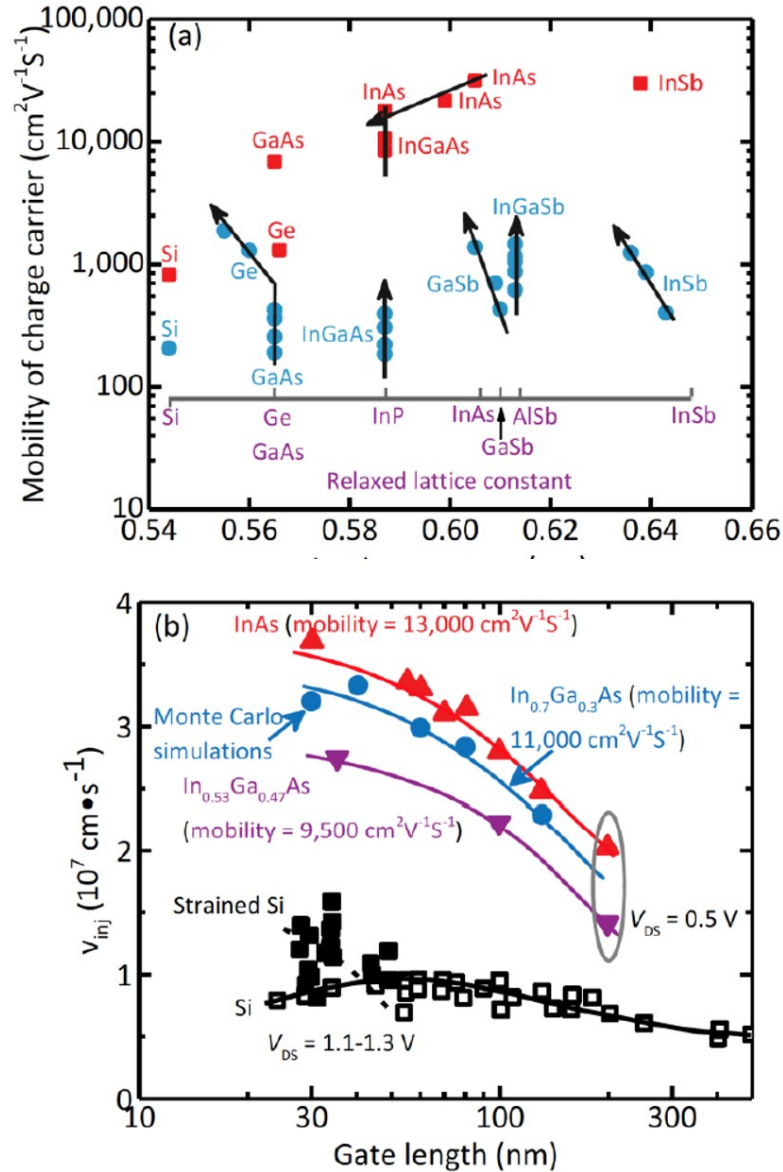 (a)
Mobility of charge carrier (cm²V⁻¹S⁻¹)
100,000
10,000
1,000
100
10
InAs
InAs
InAs
InSb
GaAs
InGaAs
InGaSb
Si
Ge
Ge
GaSb
InSb
Si
InGaAs
GaAs
Si
Ge
InP
InAs
AlSb
InSb
GaAs
GaSb
Relaxed lattice constant
0.54
0.56
0.58
0.60
0.62
0.64
0.66
(b)
InAs (mobility = 13,000 cm²V⁻¹S⁻¹)
In₀.₇Ga₀.₃As (mobility =
11,000 cm²V⁻¹S⁻¹)
Monte Carlo
simulations
In₀.₅₃Ga₀.₄₇As
(mobility = 9,500 cm²V⁻¹S⁻¹)
Strained Si
V_DS = 0.5 V
Si
V_DS = 1.1-1.3 V
v_inj (10⁷ cm•s⁻¹)
4
3
2
1
0
10
30
100
300
Gate length (nm)